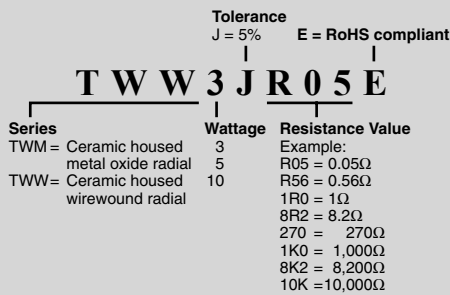 Tolerance
J = 5%
E = RoHS compliant
T W W 3 J R 0 5 E
Series
TWM = Ceramic housed
metal oxide radial
TWW = Ceramic housed
wirewound radial
Wattage
3
5
10
Resistance Value
Example:
R05 = 0.05Ω
R56 = 0.56Ω
1R0 = 1Ω
8R2 = 8.2Ω
270 = 270Ω
1K0 = 1,000Ω
8K2 = 8,200Ω
10K =10,000Ω